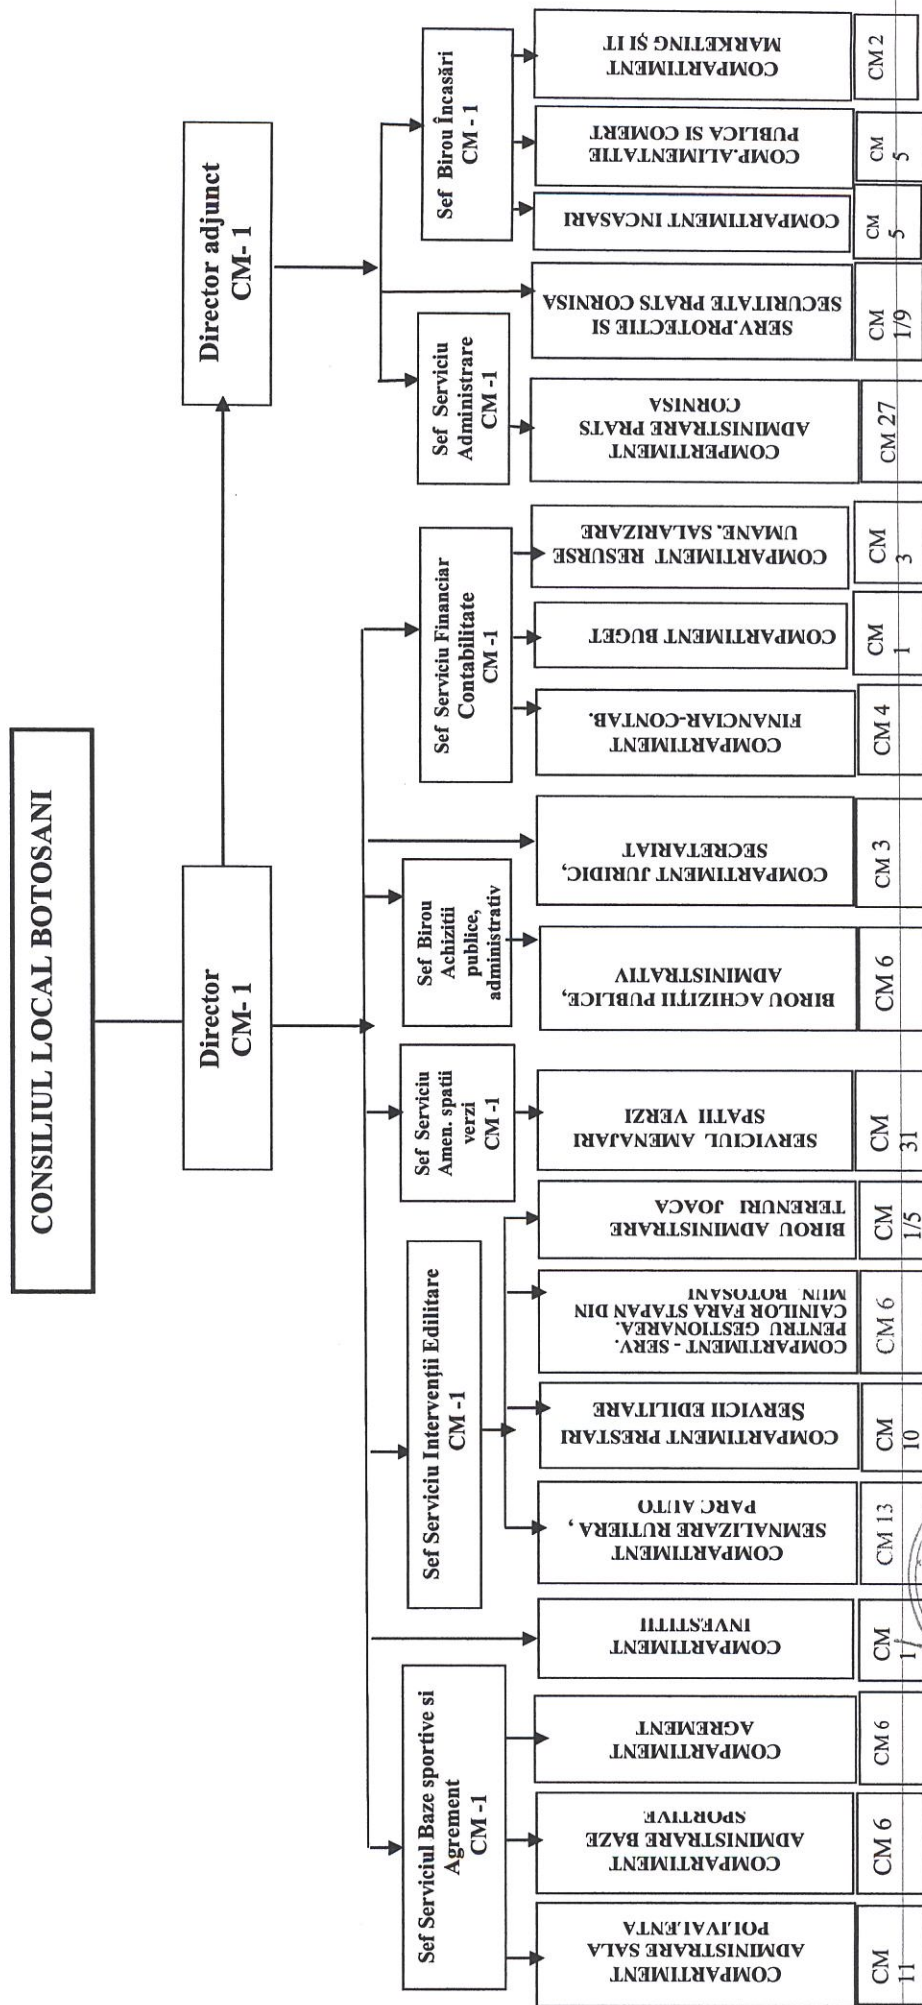 CONSILIUL LOCAL BOTOSANI
Director
CM- 1
Director adjunct
CM- 1
Sef Serviciul Baze sportive si
Agrement
CM -1
Sef Serviciu Intervenții Edilitare
CM -1
Sef Serviciu
Amen. spatii
verzi
CM -1
Sef Birou
Achizitii
publice,
administrativ
Sef Serviciu Financiar
Contabilitate
CM -1
Sef Serviciu
Administrare
CM -1
Sef Birou Încasări
CM - 1
COMPARTIMENT
ADMINISTRARE SALA
POLIVALENTA
CM
11
COMPARTIMENT
ADMINISTRARE BAZE
SPORTIVE
CM 6
COMPARTIMENT
AGREMENT
CM 6
COMPARTIMENT
INVESTITII
CM
1
COMPARTIMENT
SEMNALIZARE RUTIERA ,
PARC AUTO
CM 13
COMPARTIMENT PRESTARI
SERVICII EDILITARE
CM
10
COMPARTIMENT - SERV.
PENTRU GESTIONAREA.
CAINILOR FARA STAPAN DIN
MUN BOTOSANI
CM 6
BIROU ADMINISTRARE
TERENURI JOACA
CM
1/5
SERVICIUL AMENAJARI
SPATII VERZI
CM
31
BIROU ACHIZIȚII PUBLICE,
ADMINISTRATIV
CM 6
COMPARTIMENT JURIDIC,
SECRETARIAT
CM 3
COMPARTIMENT
FINANCIAR-CONTAB.
CM 4
COMPARTIMENT BUGET
CM
1
COMPARTIMENT RESURSE
UMANE. SALARIZARE
CM
3
COMPERTIMENT
ADMINISTRARE PRATS
CORNISA
CM 27
SERV.PROTECTIE SI
SECURITATE PRATS CORNISA
CM
1/9
COMPARTIMENT INCASARI
CM
5
COMP.ALIMENTATIE
PUBLICA SI COMERT
CM
5
COMPARTIMENT
MARKETING ȘI IT
CM 2